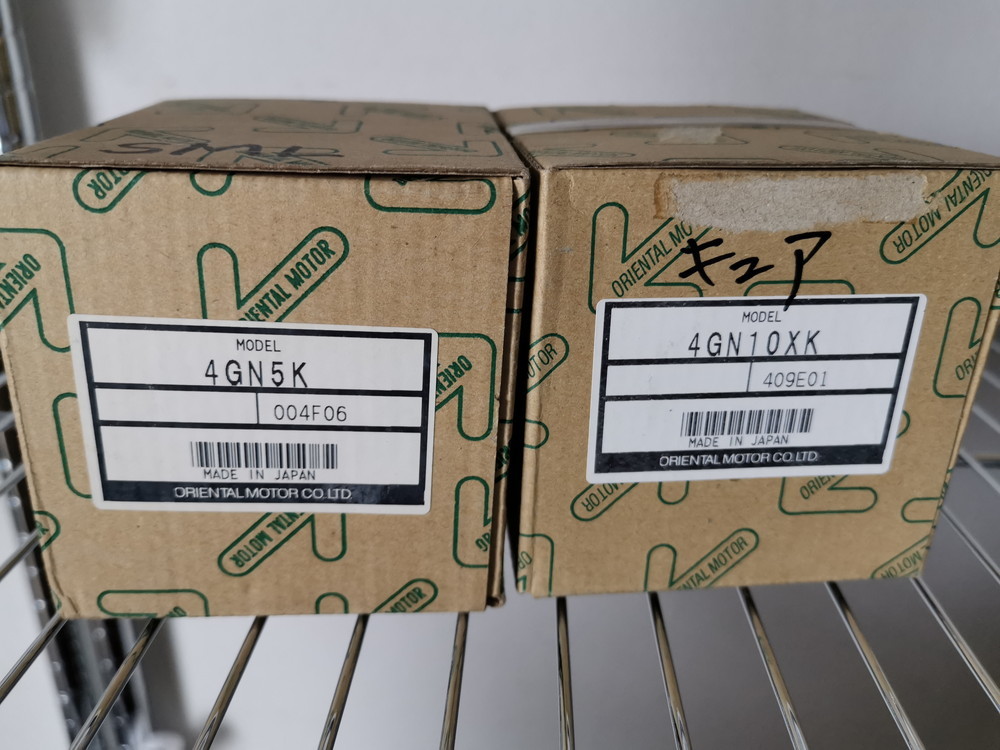 MODEL
4GN5K
004F06
MADE IN JAPAN
ORIENTAL MOTOR CO.LTD.
キュア
MODEL
4GN10XK
409E01
MADE IN JAPAN
ORIENTAL MOTOR CO.LTD.
ORIENTAL MOTOR
ORIENTAL MOTOR